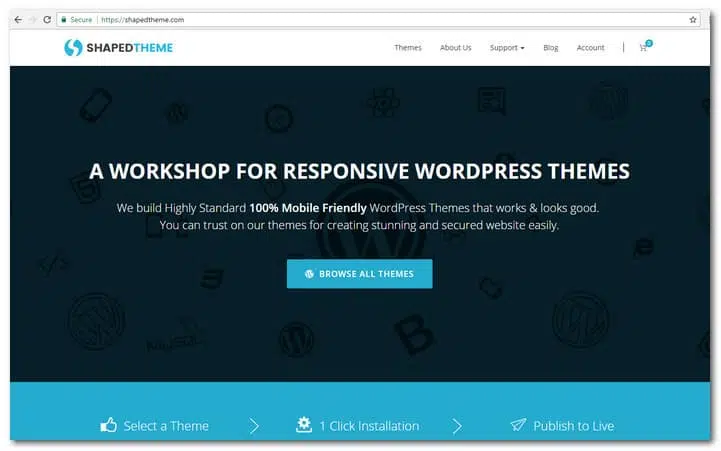 Secure | https://shapedtheme.com
SHAPEDTHEME
Themes About Us Support Blog Account | 0
A WORKSHOP FOR RESPONSIVE WORDPRESS THEMES
We build Highly Standard 100% Mobile Friendly WordPress Themes that works & looks good.
You can trust on our themes for creating stunning and secured website easily.
BROWSE ALL THEMES
MySQL
Select a Theme 1 Click Installation Publish to Live